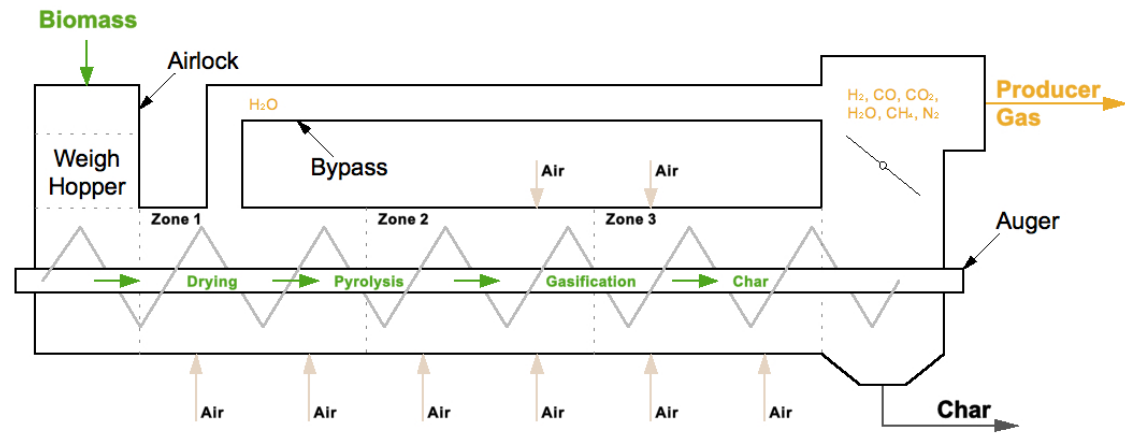 Biomass
Airlock
H₂O
H₂, CO, CO₂,
H₂O, CH₄, N₂
Producer
Gas
Weigh
Hopper
Bypass
Air
Air
Zone 1
Zone 2
Zone 3
Auger
Drying
Pyrolysis
Gasification
Char
Air
Air
Air
Air
Air
Air
Char